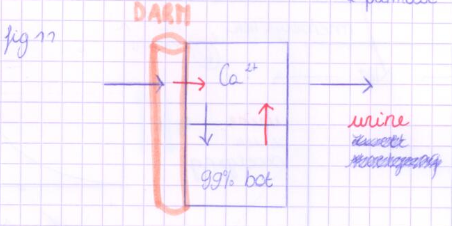 DARM
fig 11
Ca²⁺
urine
99% bot